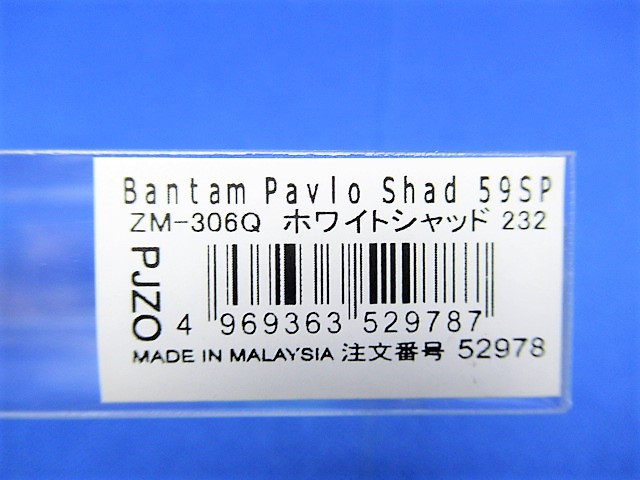 Bantam Pavlo Shad 59SP
ZM-306Q ホワイトシャッド 232
PJZO
4 969363 529787
MADE IN MALAYSIA 注文番号 52978